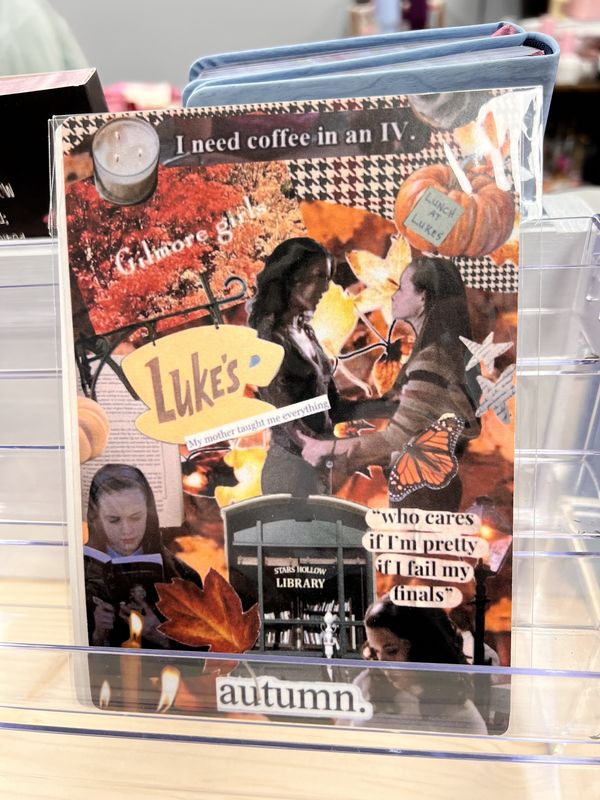 I need coffee in an IV.
Gilmore girls
LUNCH
AT
LUKES
LUKE'S
My mother taught me everything
STARS HOLLOW
LIBRARY
"who cares
if I'm pretty
if I fail my
finals"
autumn.